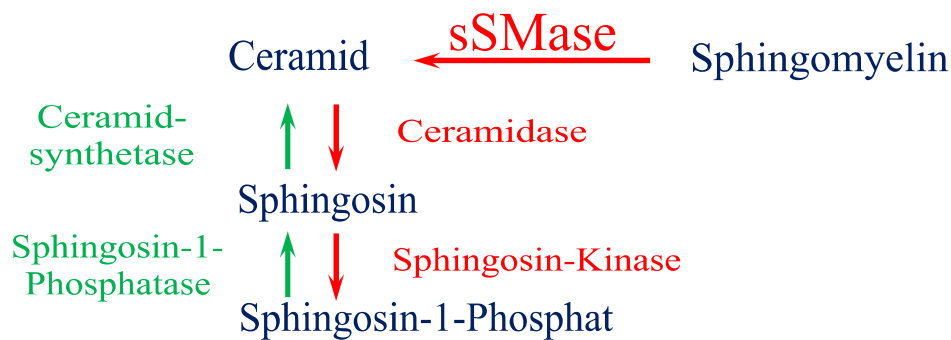 sSMase
Ceramid
Sphingomyelin
Ceramid-
synthetase
Ceramidase
Sphingosin
Sphingosin-1-
Phosphatase
Sphingosin-Kinase
Sphingosin-1-Phosphat